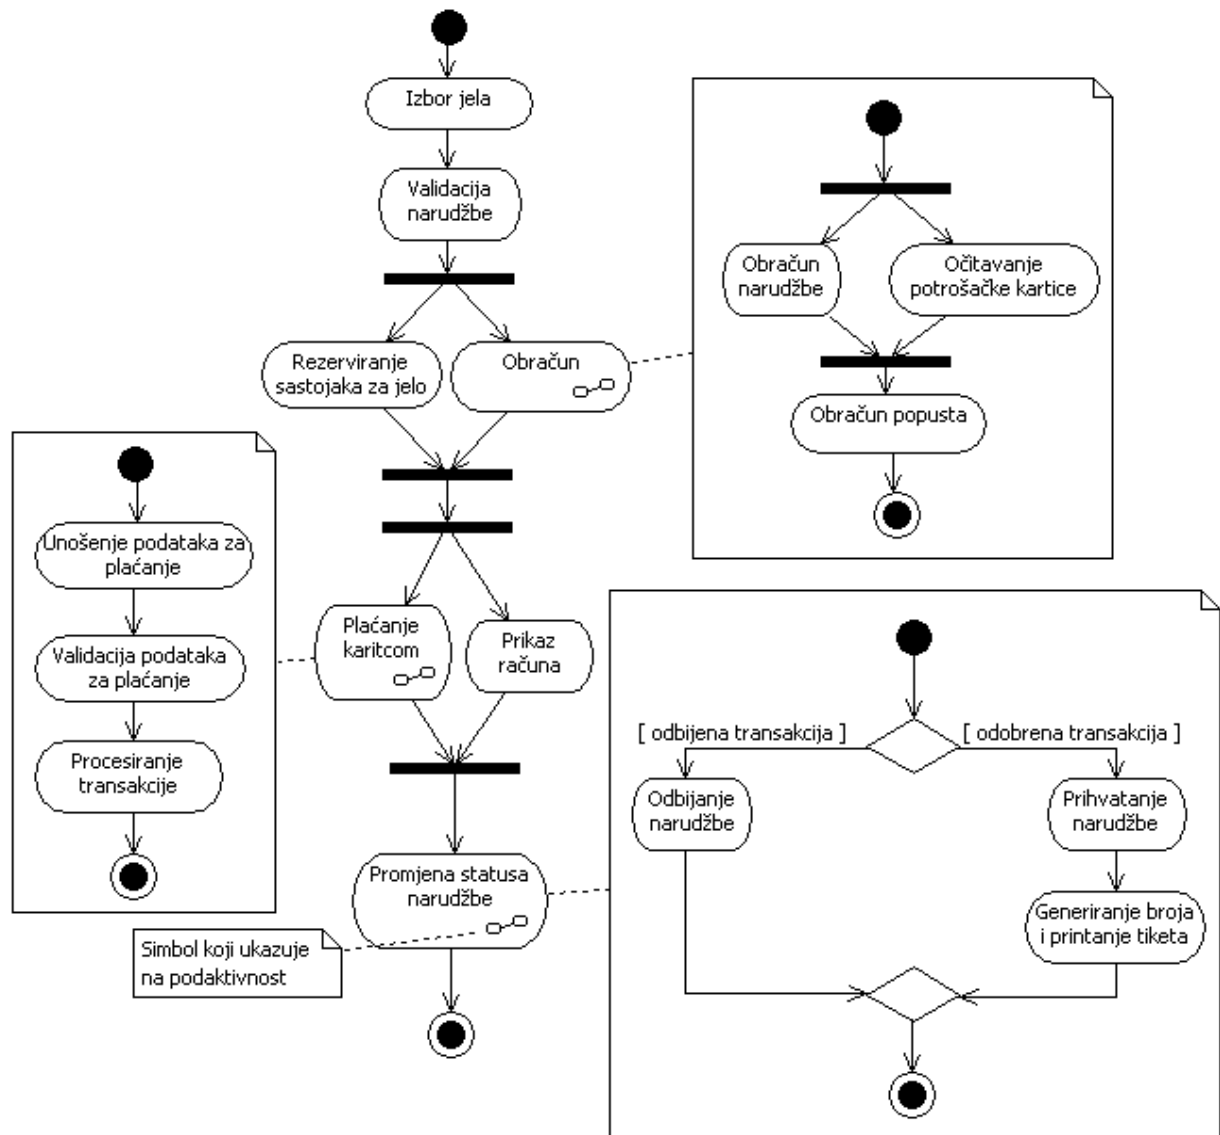 Izbor jela
Validacija
narudžbe
Rezerviranje
sastojaka za jelo
Obračun
Obračun
narudžbe
Očitavanje
potrošačke kartice
Obračun popusta
Unošenje podataka za
plaćanje
Validacija podataka
za plaćanje
Procesiranje
transakcije
Plaćanje
karitcom
Prikaz
računa
Promjena statusa
narudžbe
Simbol koji ukazuje
na podaktivnost
[ odbijena transakcija ]
[ odobrena transakcija ]
Odbijanje
narudžbe
Prihvatanje
narudžbe
Generiranje broja
i printanje tiketa